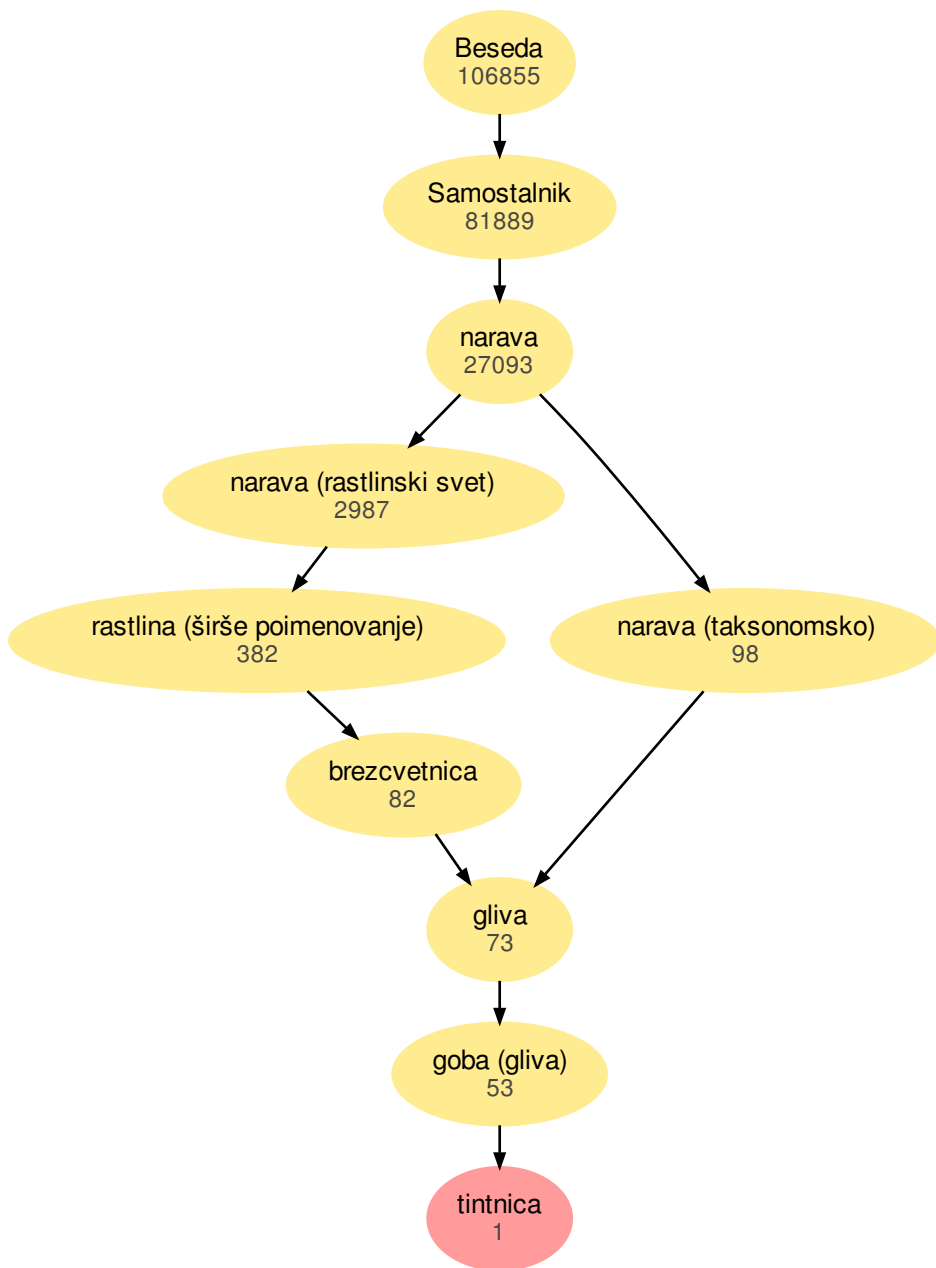 Beseda
106855
Samostalnik
81889
narava
27093
narava (rastlinski svet)
2987
rastlina (širše poimenovanje)
382
narava (taksonomsko)
98
brezcvetnica
82
gliva
73
goba (gliva)
53
tintnica
1